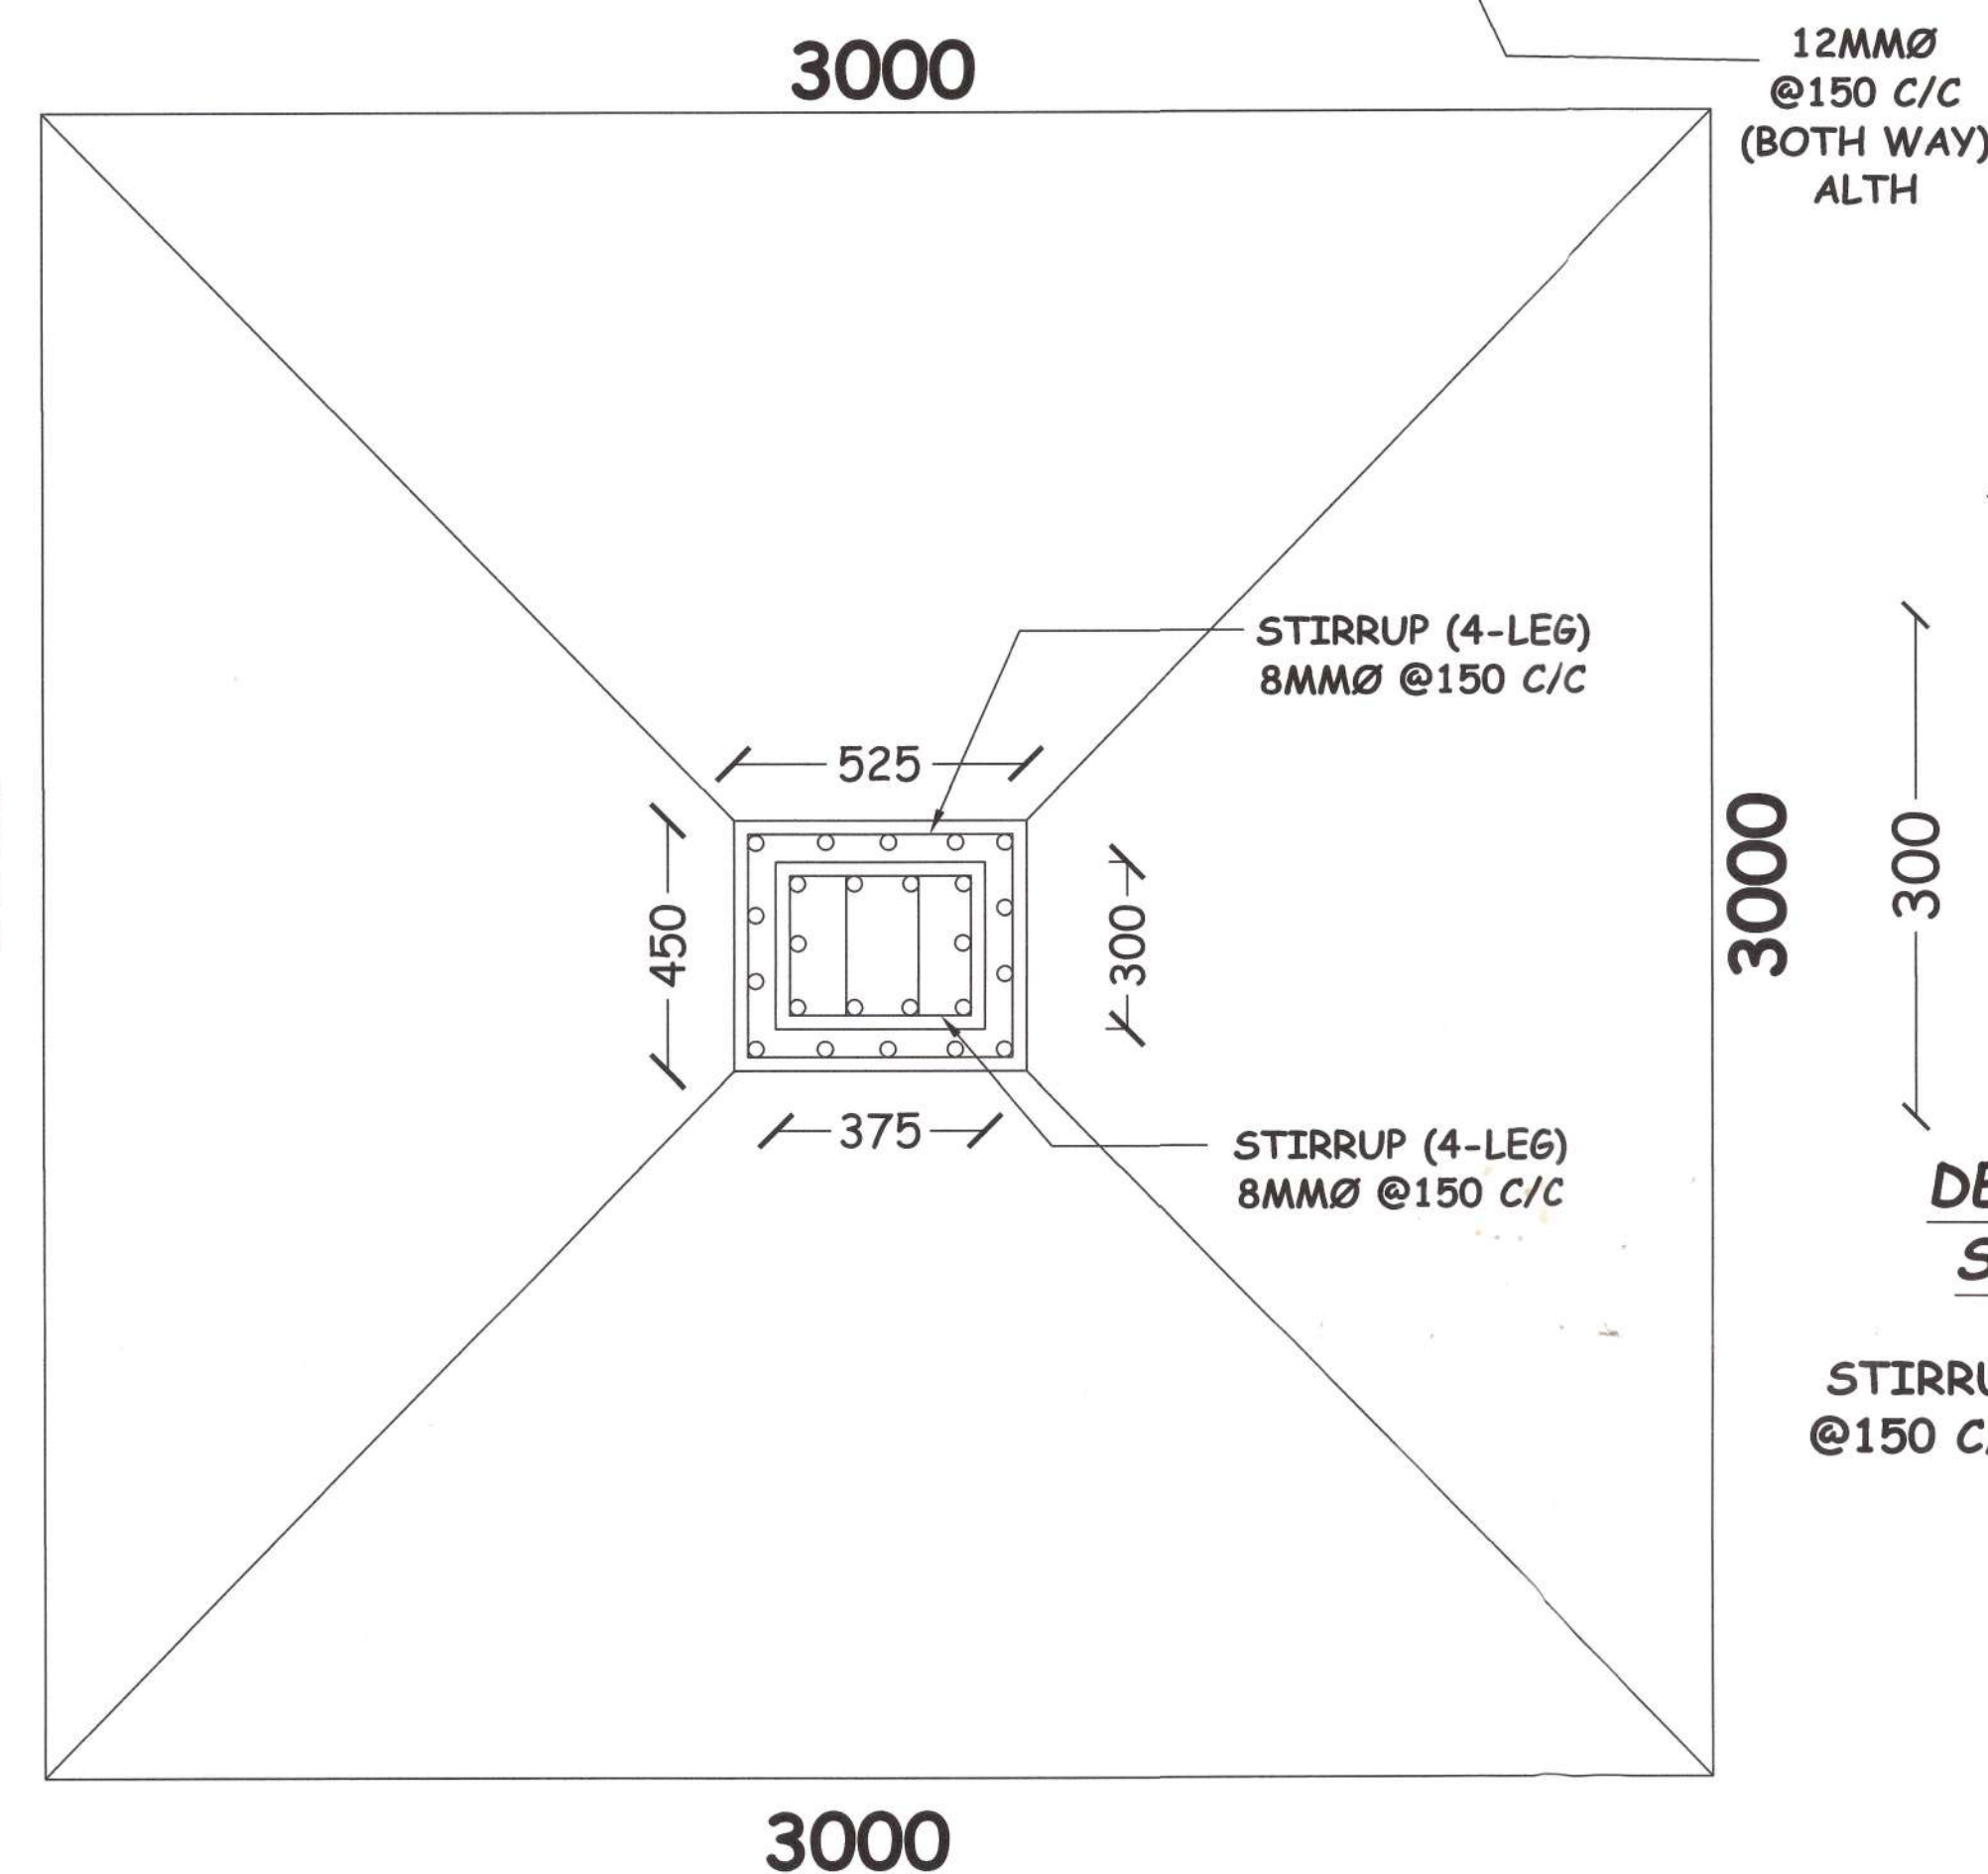 3000
12MMØ
@150 C/C
(BOTH WAY)
ALTH
STIRRUP (4-LEG)
8MMØ @150 C/C
525
450
300
3000
300
375
STIRRUP (4-LEG)
8MMØ @150 C/C
@150
3000